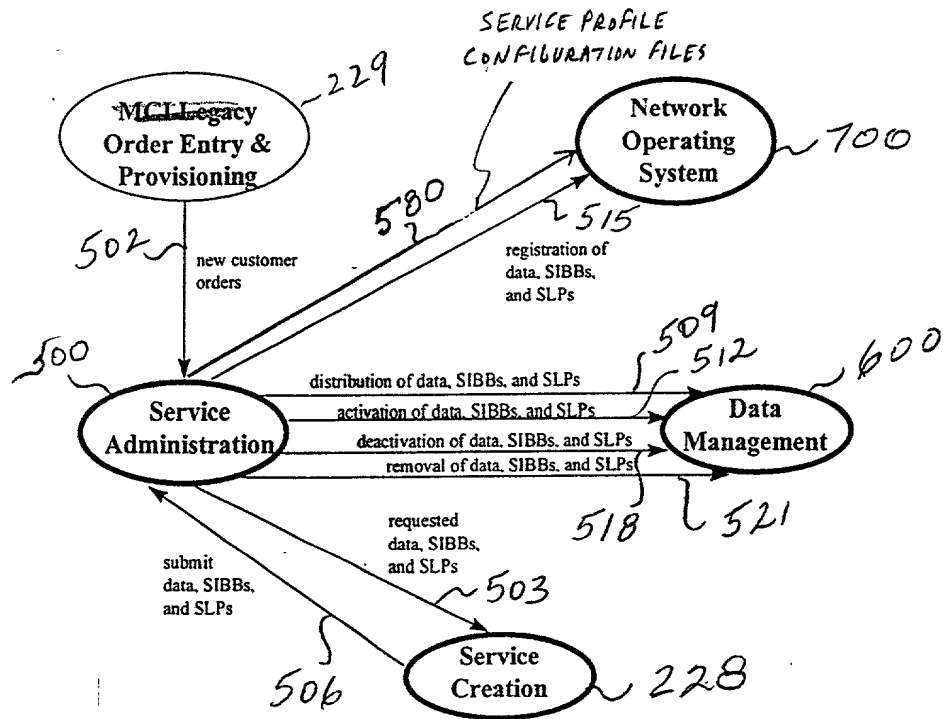 SERVICE PROFILE
CONFIGURATION FILES
229
MCI Legacy
Order Entry &
Provisioning
Network
Operating
System
700
580
515
502
new customer
orders
registration of
data, SIBBs,
and SLPs
500
509
512
600
distribution of data, SIBBs, and SLPs
activation of data, SIBBs, and SLPs
deactivation of data, SIBBs, and SLPs
removal of data, SIBBs, and SLPs
Service
Administration
Data
Management
518
521
requested
data, SIBBs,
and SLPs
submit
data, SIBBs,
and SLPs
503
506
Service
Creation
228